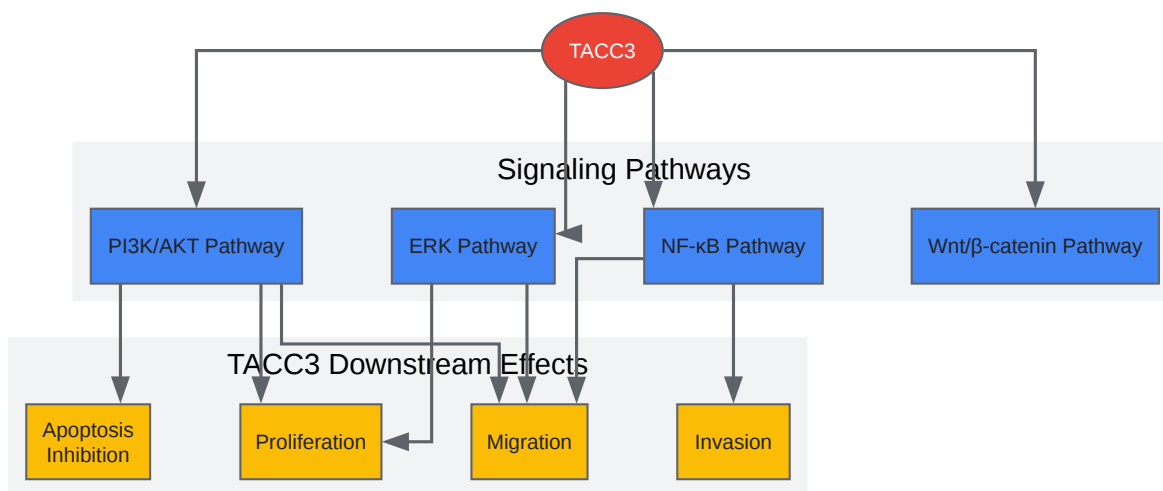 TACC3
Signaling Pathways
PI3K/AKT Pathway
ERK Pathway
NF-κB Pathway
Wnt/β-catenin Pathway
TACC3 Downstream Effects
Apoptosis
Inhibition
Proliferation
Migration
Invasion